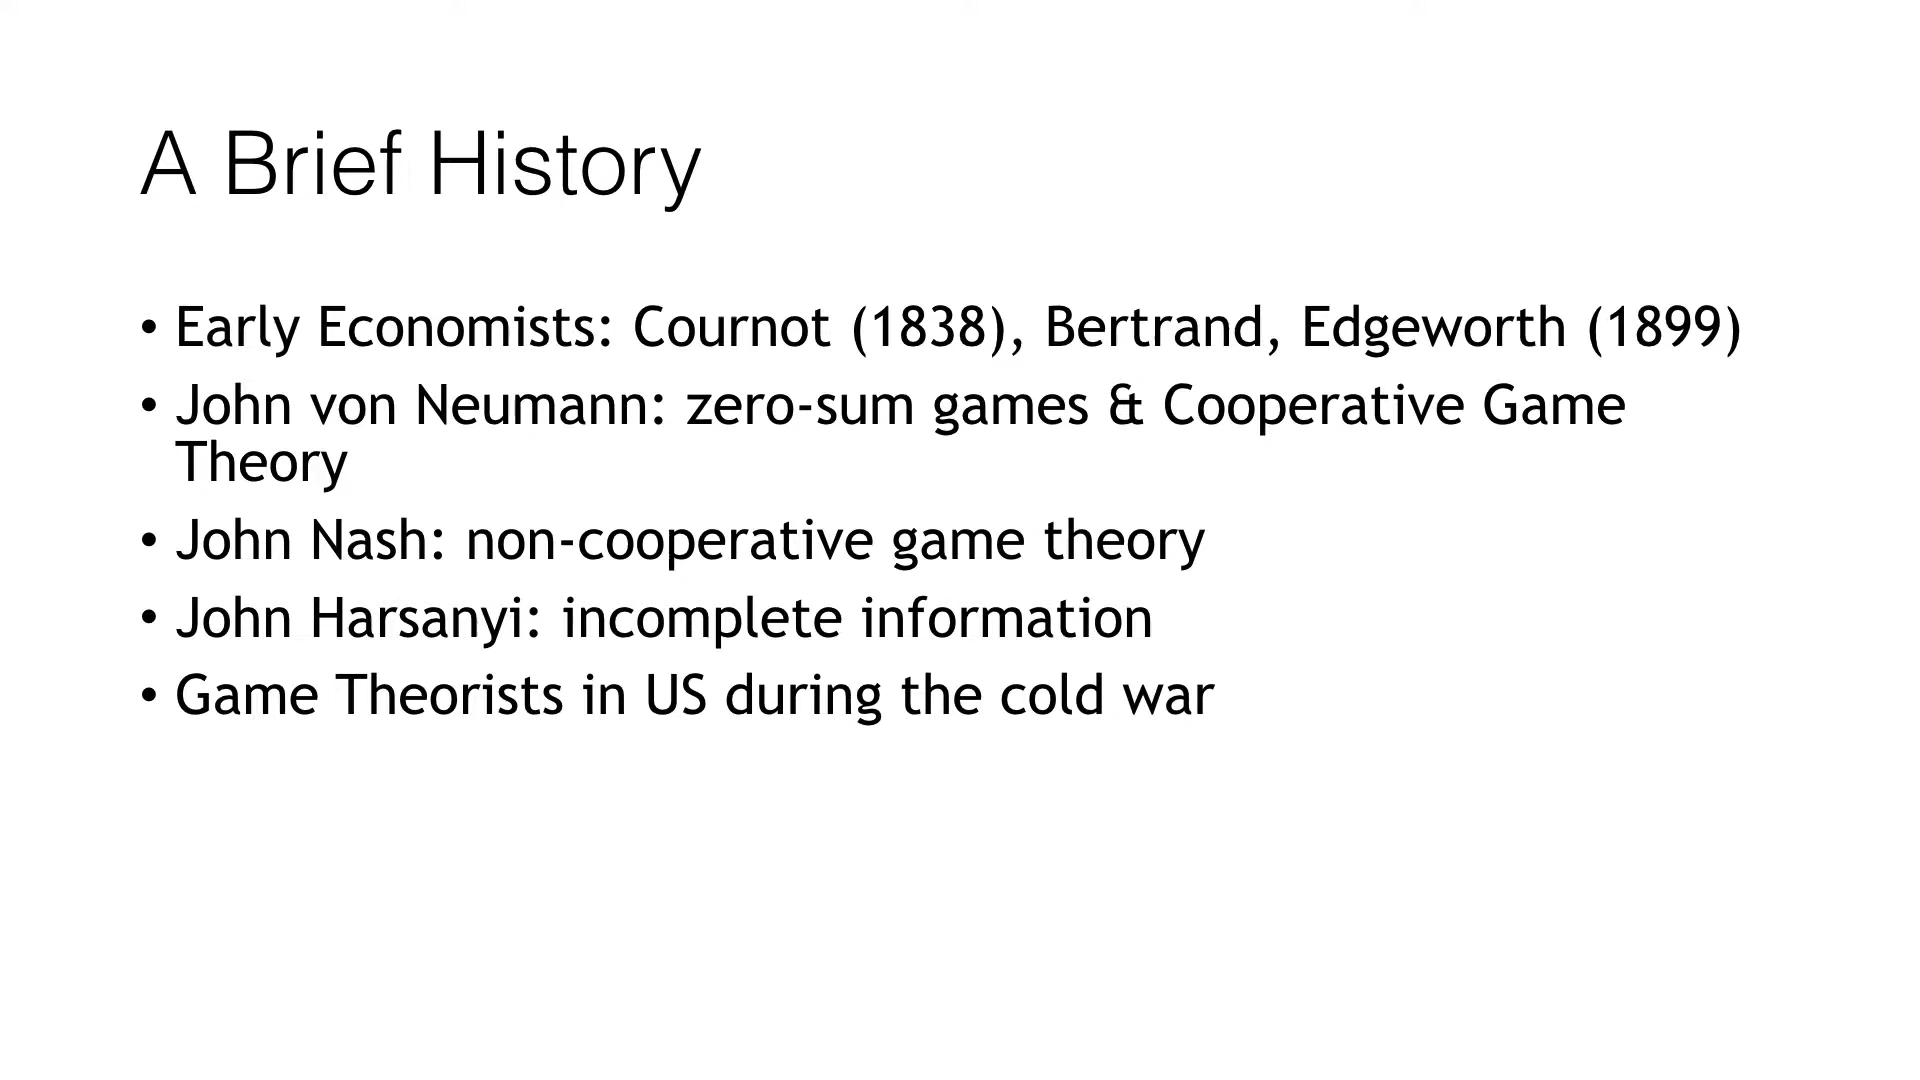 A Brief History
• Early Economists: Cournot (1838), Bertrand, Edgeworth (1899)
• John von Neumann: zero-sum games & Cooperative Game
Theory
• John Nash: non-cooperative game theory
• John Harsanyi: incomplete information
• Game Theorists in US during the cold war